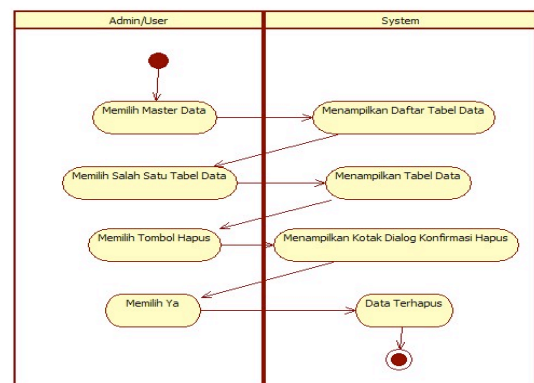 Admin/User
System
Memilih Master Data
Menampilkan Daftar Tabel Data
Memilih Salah Satu Tabel Data
Menampilkan Tabel Data
Memilih Tombol Hapus
Menampilkan Kotak Dialog Konfirmasi Hapus
Memilih Ya
Data Terhapus